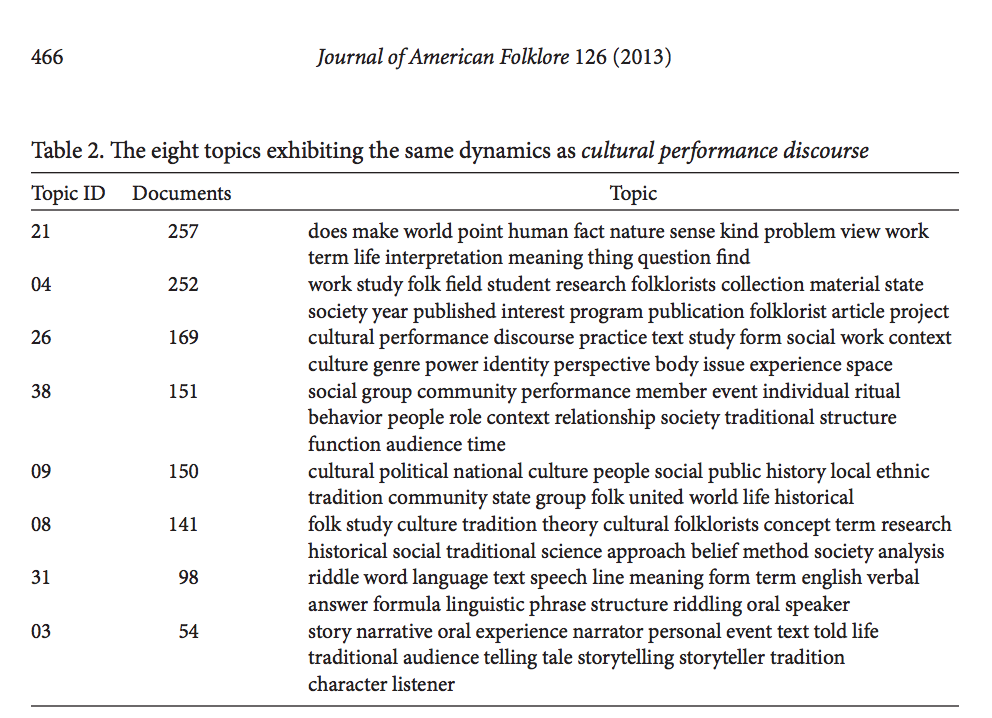 466 Journal of American Folklore 126 (2013)
Table 2. The eight topics exhibiting the same dynamics as cultural performance discourse
Topic ID Documents Topic
21 257 does make world point human fact nature sense kind problem view work
term life interpretation meaning thing question find
04 252 work study folk field student research folklorists collection material state
society year published interest program publication folklorist article project
26 169 cultural performance discourse practice text study form social work context
culture genre power identity perspective body issue experience space
38 151 social group community performance member event individual ritual
behavior people role context relationship society traditional structure
function audience time
09 150 cultural political national culture people social public history local ethnic
tradition community state group folk united world life historical
08 141 folk study culture tradition theory cultural folklorists concept term research
historical social traditional science approach belief method society analysis
31 98 riddle word language text speech line meaning form term english verbal
answer formula linguistic phrase structure riddling oral speaker
03 54 story narrative oral experience narrator personal event text told life
traditional audience telling tale storytelling storyteller tradition
character listener